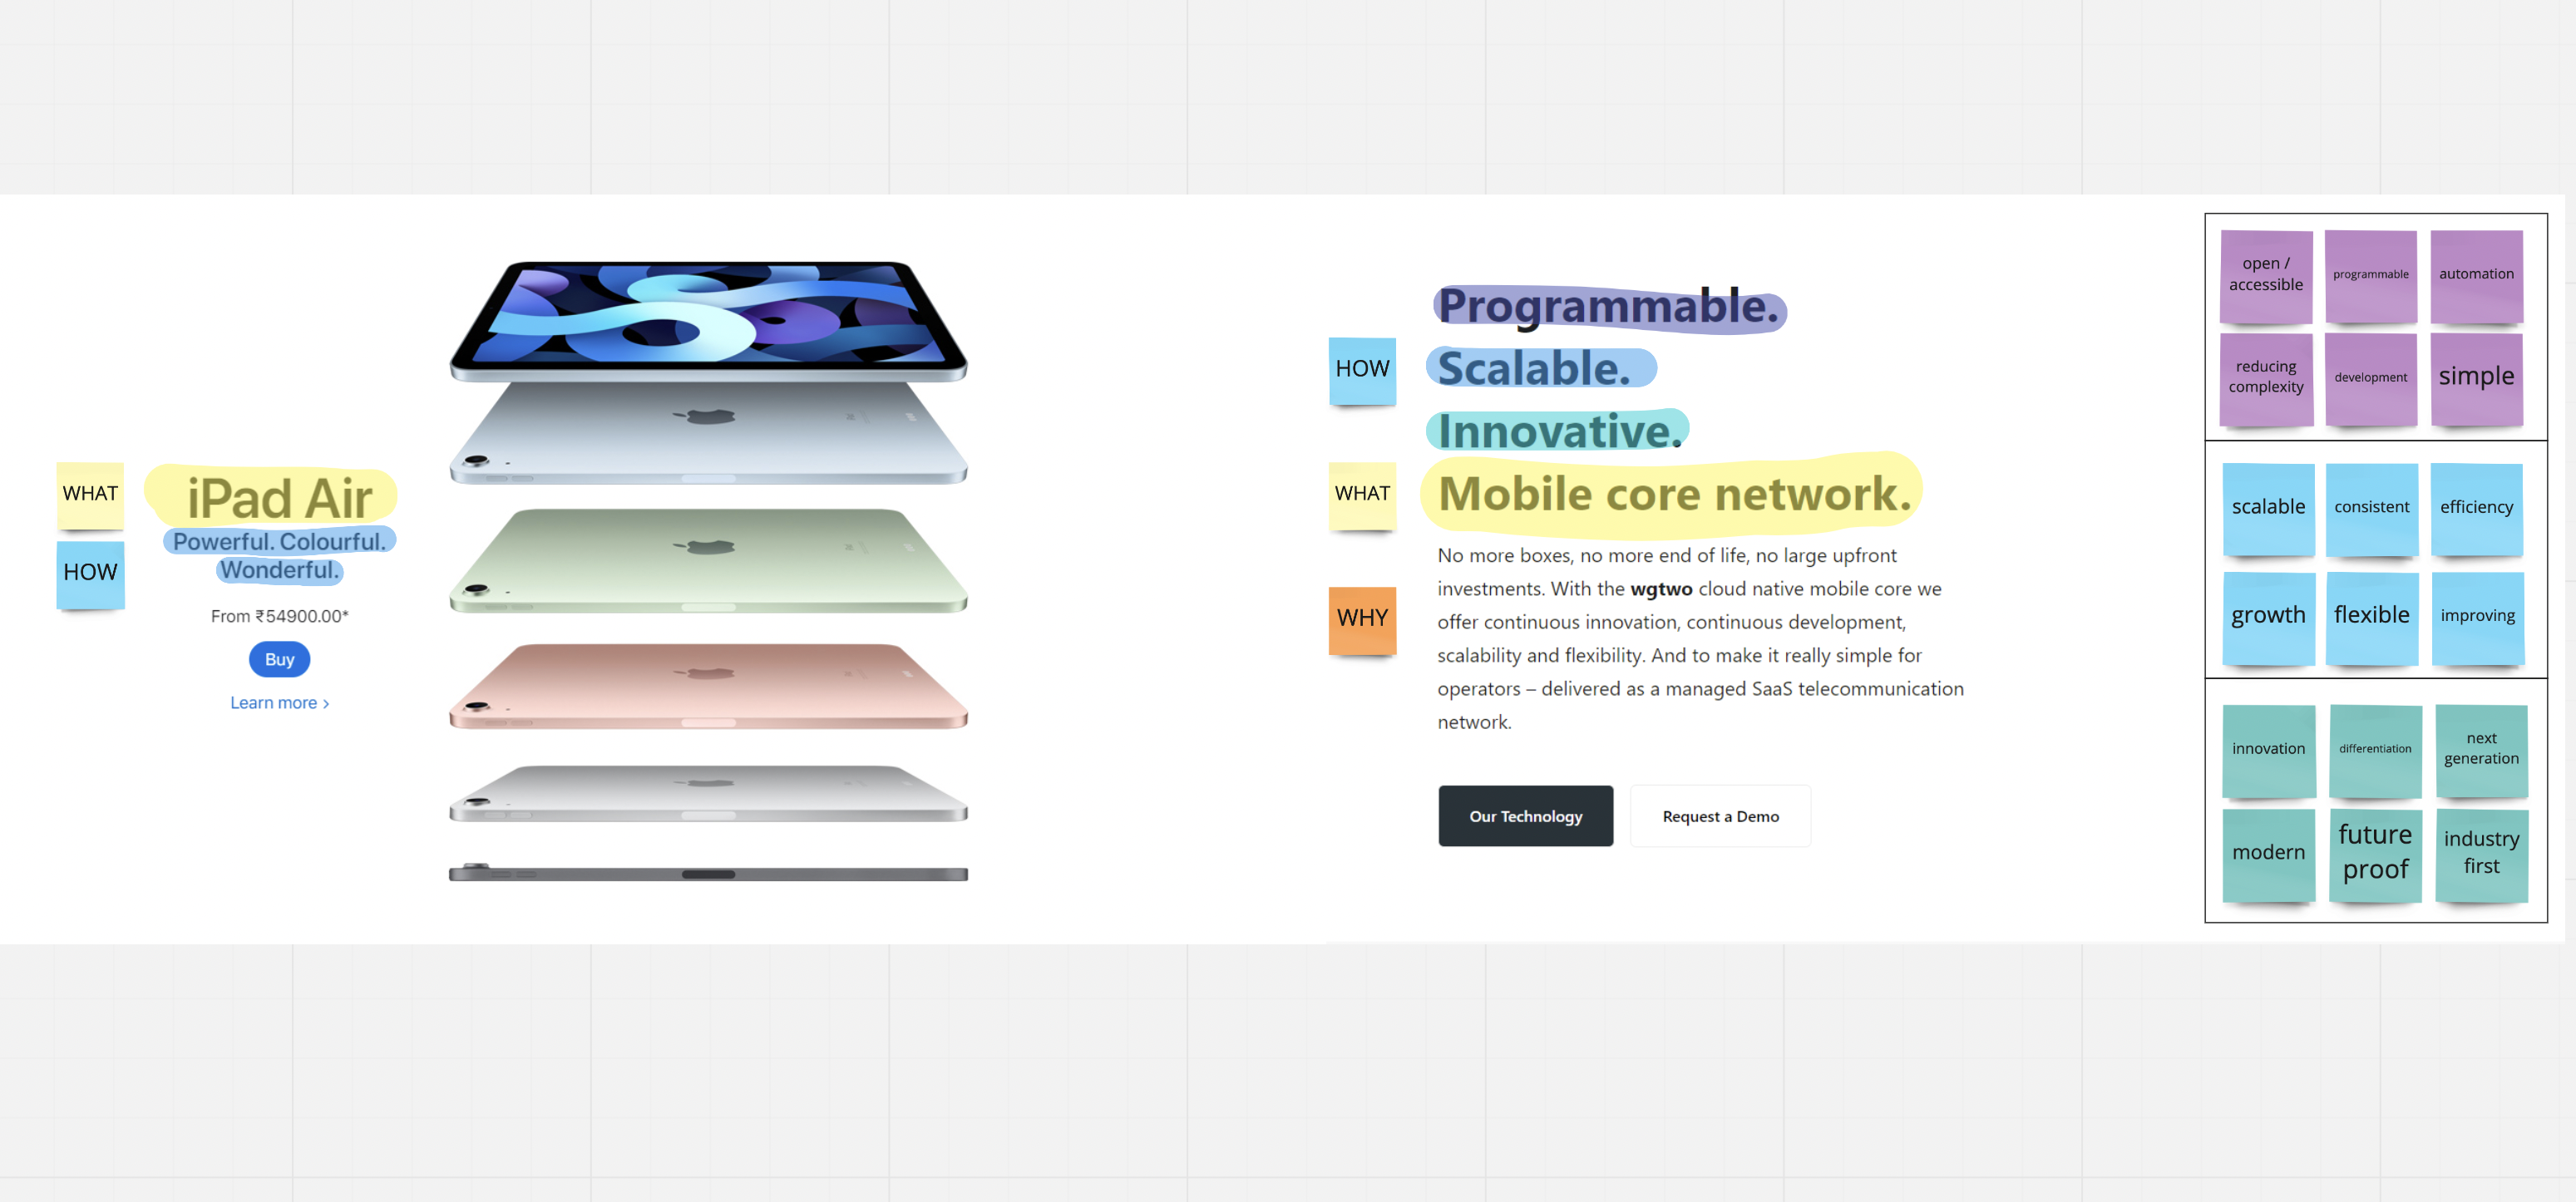 WHAT
iPad Air
HOW
Powerful. Colourful.
Wonderful.
From ₹54900.00*
Buy
Learn more >
Programmable.
HOW
Scalable.
Innovative.
WHAT
Mobile core network.
WHY
No more boxes, no more end of life, no large upfront
investments. With the wgtwo cloud native mobile core we
offer continuous innovation, continuous development,
scalability and flexibility. And to make it really simple for
operators – delivered as a managed SaaS telecommunication
network.
Our Technology
Request a Demo
open /
accessible
programmable
automation
reducing
complexity
development
simple
scalable
consistent
efficiency
growth
flexible
improving
innovation
differentiation
next
generation
modern
future
proof
industry
first